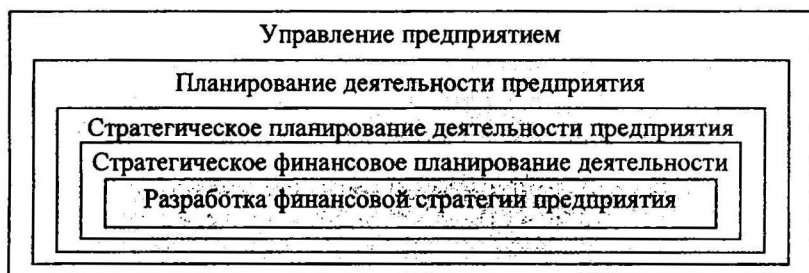 Управление предприятием
Планирование деятельности предприятия
Стратегическое планирование деятельности предприятия
Стратегическое финансовое планирование деятельности
Разработка финансовой стратегии предприятия